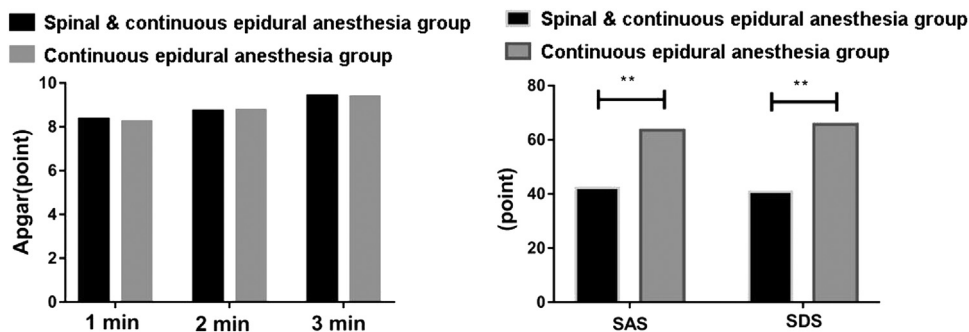 Spinal & continuous epidural anesthesia group
Continuous epidural anesthesia group
Apgar(point)
10
8
6
4
2
0
1 min 2 min 3 min
Spinal & continuous epidural anesthesia group
Continuous epidural anesthesia group
(point)
80
60
40
20
0
** **
SAS SDS